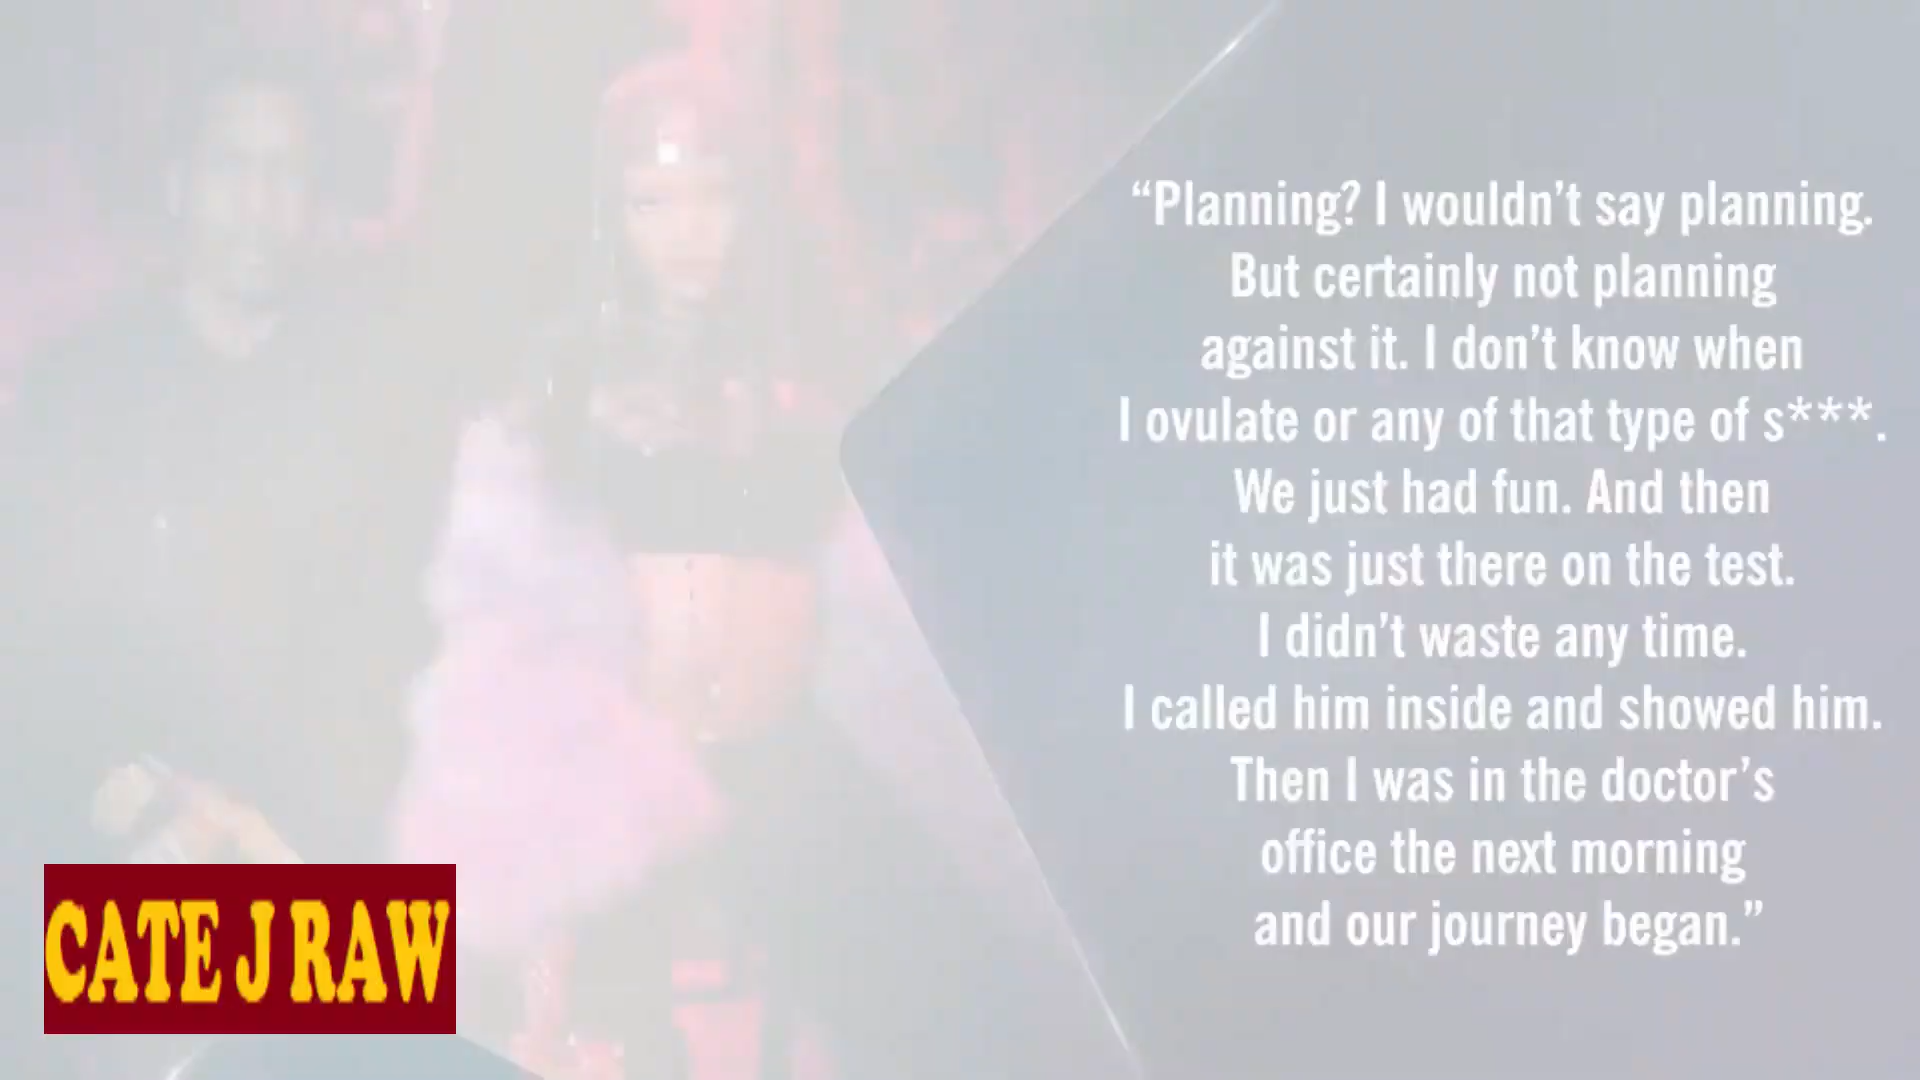 “Planning? I wouldn’t say planning.
But certainly not planning
against it. I don’t know when
I ovulate or any of that type of s***.
We just had fun. And then
it was just there on the test.
I didn’t waste any time.
I called him inside and showed him.
Then I was in the doctor’s
office the next morning
and our journey began.”
CATE J RAW